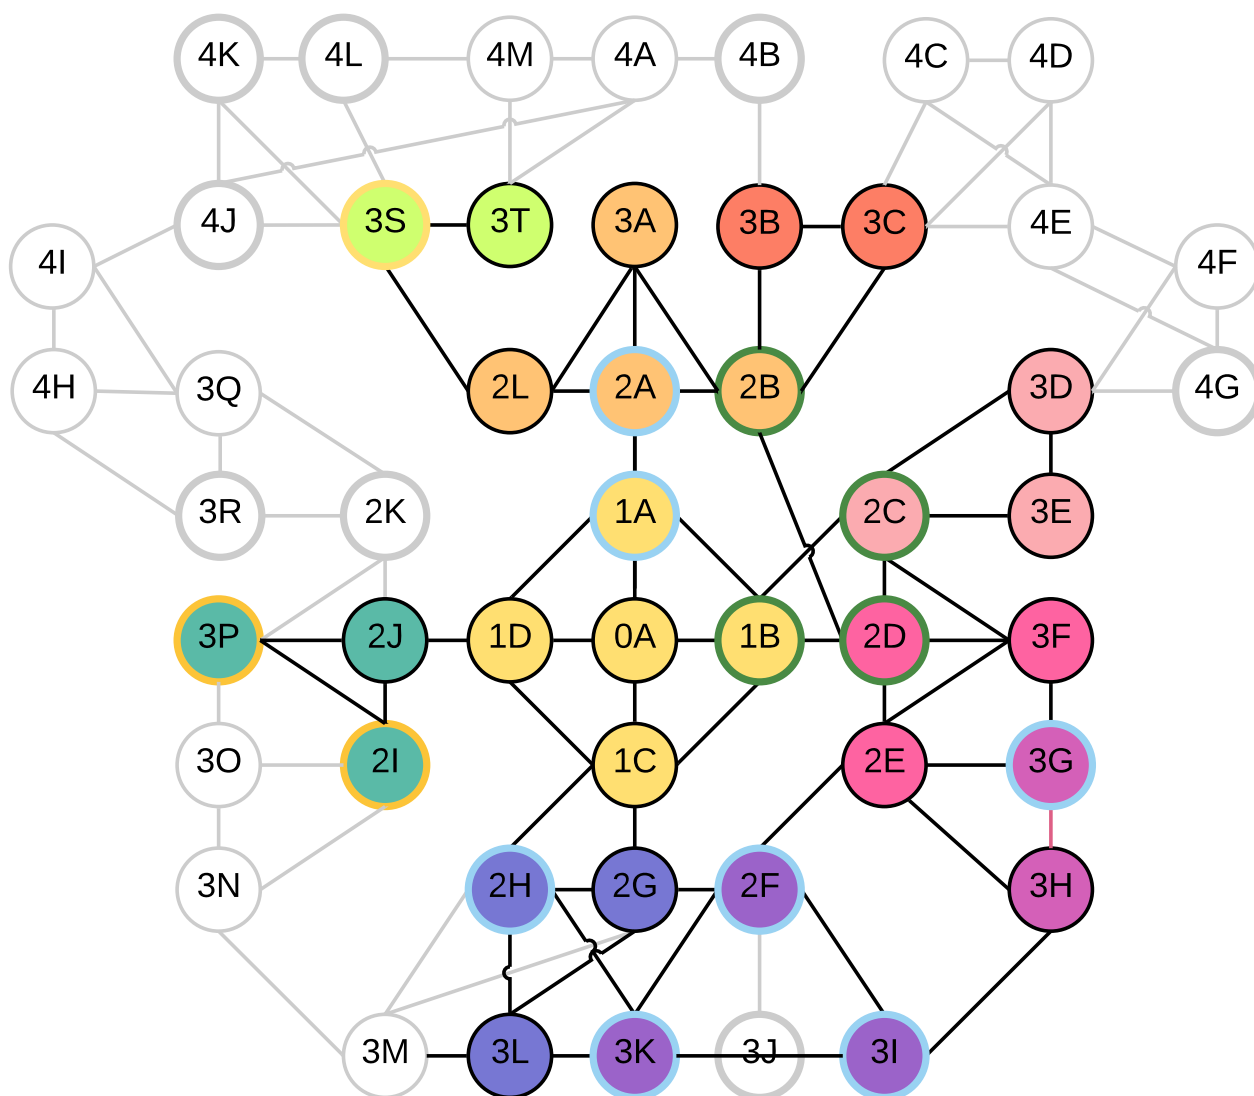 4K 4L 4M 4A 4B 4C 4D
4J 3S 3T 3A 3B 3C 4E
4I 4F
4H 3Q 2L 2A 2B 3D 4G
3R 2K 1A 2C 3E
3P 2J 1D 0A 1B 2D 3F
3O 2I 1C 2E 3G
3N 2H 2G 2F 3H
3M 3L 3K 3J 3I